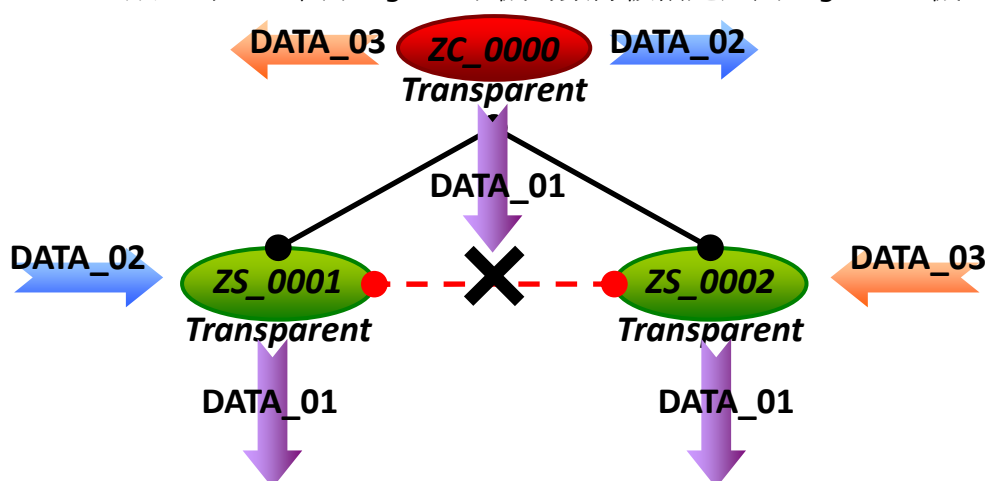 DATA_03
ZC_0000
DATA_02
Transparent
DATA_01
DATA_02
ZS_0001
ZS_0002
DATA_03
Transparent
Transparent
DATA_01
DATA_01